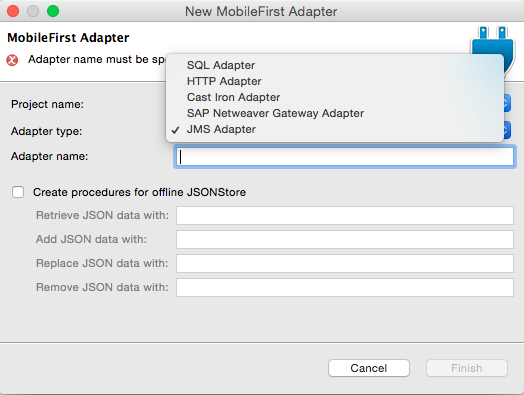 New MobileFirst Adapter
MobileFirst Adapter
Adapter name must be
SQL Adapter
HTTP Adapter
Cast Iron Adapter
SAP Netweaver Gateway Adapter
JMS Adapter
Project name:
Adapter type:
Adapter name:
Create procedures for offline JSONStore
Retrieve JSON data with:
Add JSON data with:
Replace JSON data with:
Remove JSON data with:
Cancel
Finish